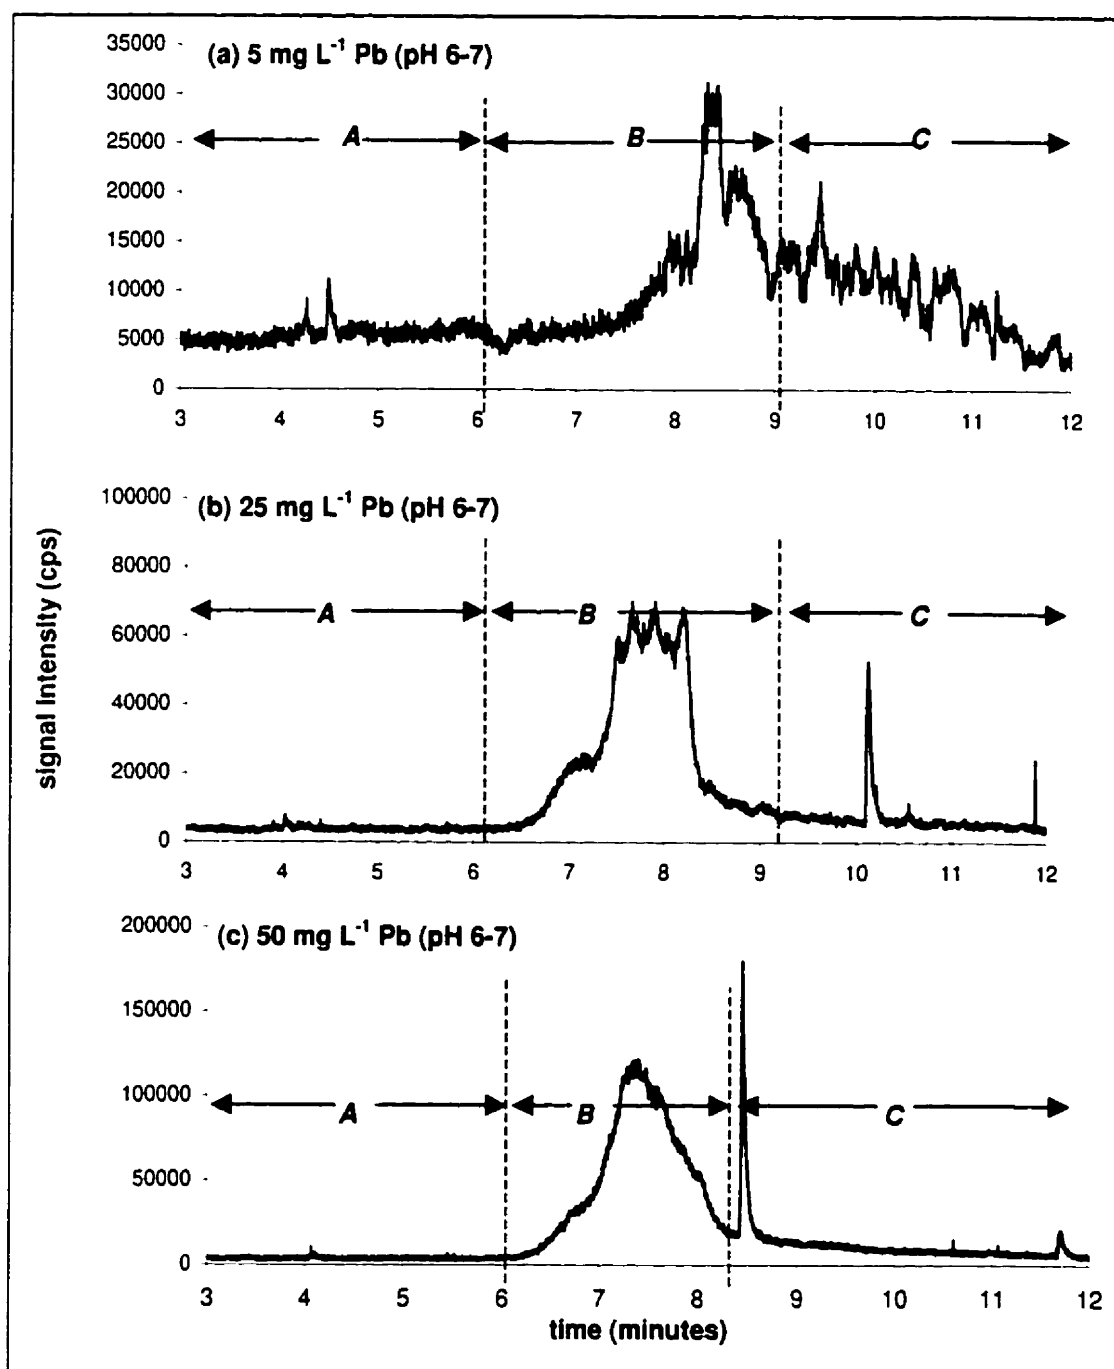 (a) 5 mg L⁻¹ Pb (pH 6-7)
35000
30000
25000
20000
15000
10000
5000
0
A
B
C
3 4 5 6 7 8 9 10 11 12
(b) 25 mg L⁻¹ Pb (pH 6-7)
100000
80000
60000
40000
20000
0
A
B
C
3 4 5 6 7 8 9 10 11 12
signal intensity (cps)
(c) 50 mg L⁻¹ Pb (pH 6-7)
200000
150000
100000
50000
0
A
B
C
3 4 5 6 7 8 9 10 11 12
time (minutes)